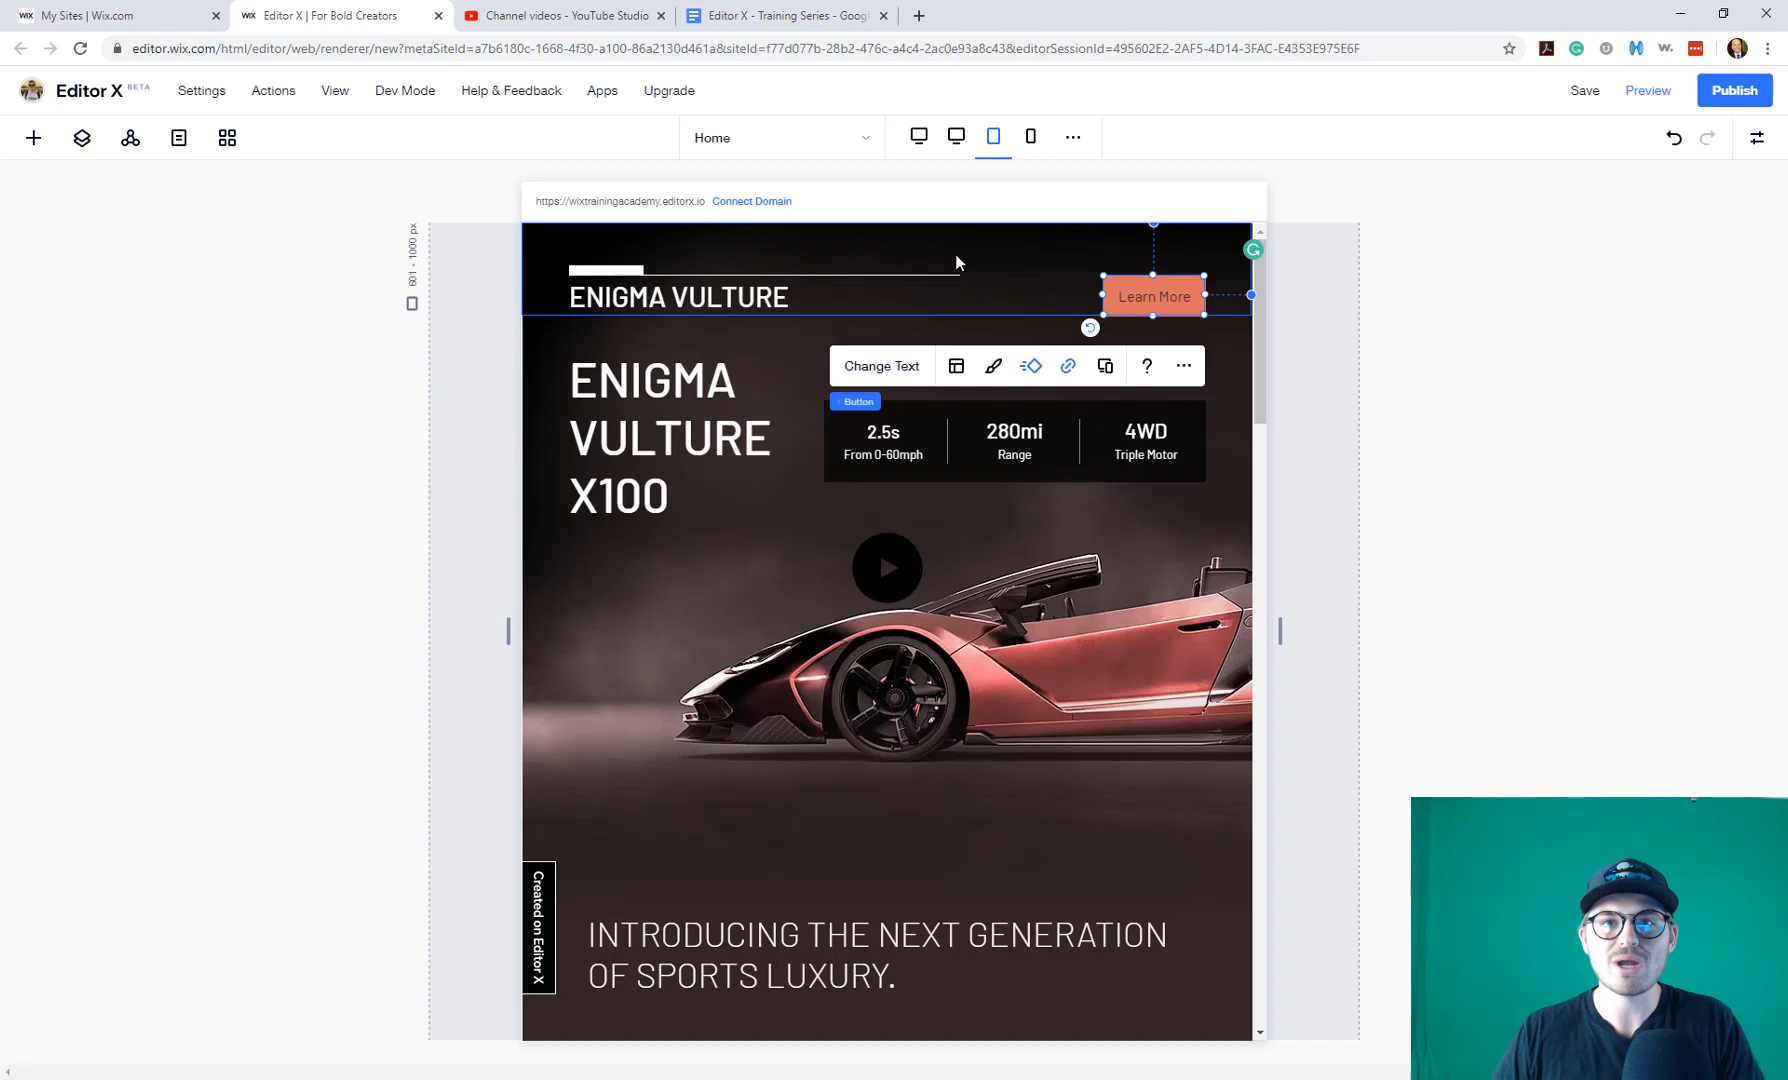 My Sites | Wix.com
Editor X | For Bold Creators
Channel videos - YouTube Studio
Editor X - Training Series - Goog
editor.wix.com/html/editor/web/renderer/new?metaSiteId=a7b6180c-1668-4f30-a100-86a2130d461a&siteId=f77d077b-28b2-476c-a4c4-2ac0e93a8c43&editorSessionId=495602E2-2AF5-4D14-3FAC-E4353E975E6F
Editor X BETA
Settings
Actions
View
Dev Mode
Help & Feedback
Apps
Upgrade
Save
Preview
Publish
Home
https://wixtrainingacademy.editorx.io Connect Domain
601 - 1000 px
ENIGMA VULTURE
Learn More
ENIGMA
VULTURE
X100
Change Text
Button
2.5s
From 0-60mph
280mi
Range
4WD
Triple Motor
Created on Editor X
INTRODUCING THE NEXT GENERATION
OF SPORTS LUXURY.